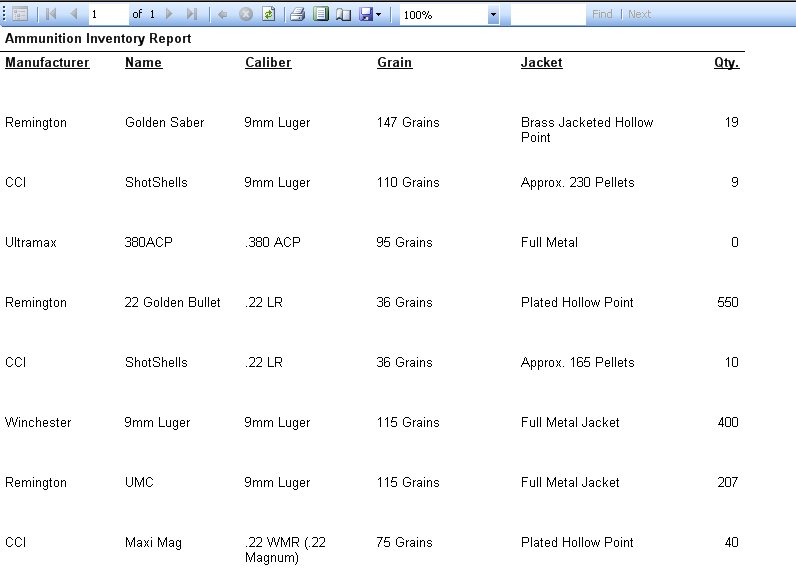 1 of 1 100% Find | Next
Ammunition Inventory Report
Manufacturer Name Caliber Grain Jacket Qty.
Remington Golden Saber 9mm Luger 147 Grains Brass Jacketed Hollow 19
Point
CCI ShotShells 9mm Luger 110 Grains Approx. 230 Pellets 9
Ultramax 380ACP .380 ACP 95 Grains Full Metal 0
Remington 22 Golden Bullet .22 LR 36 Grains Plated Hollow Point 550
CCI ShotShells .22 LR 36 Grains Approx. 165 Pellets 10
Winchester 9mm Luger 9mm Luger 115 Grains Full Metal Jacket 400
Remington UMC 9mm Luger 115 Grains Full Metal Jacket 207
CCI Maxi Mag .22 WMR (.22 75 Grains Plated Hollow Point 40
Magnum)